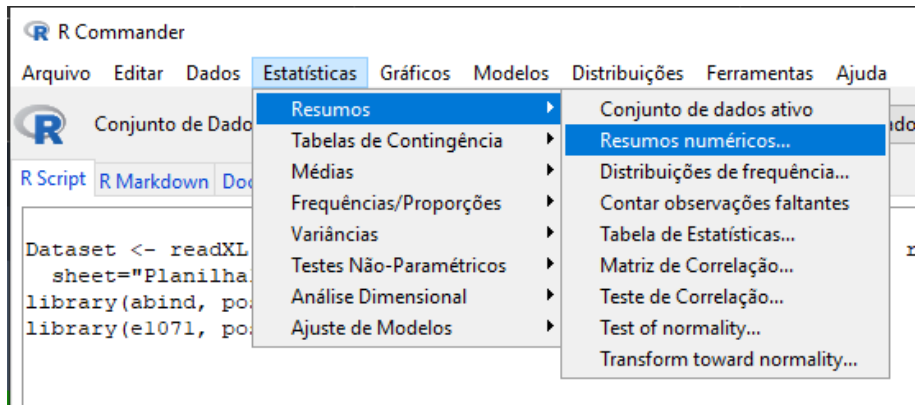 R Commander
Arquivo Editar Dados Estatísticas Gráficos Modelos Distribuições Ferramentas Ajuda
R Conjunto de Dado
R Script R Markdown Doc
Dataset <- readXL
sheet="Planilha
library(abind, po
library(e1071, po
Resumos
Tabelas de Contingência
Médias
Frequências/Proporções
Variâncias
Testes Não-Paramétricos
Análise Dimensional
Ajuste de Modelos
Conjunto de dados ativo
Resumos numéricos...
Distribuições de frequência...
Contar observações faltantes
Tabela de Estatísticas...
Matriz de Correlação...
Teste de Correlação...
Test of normality...
Transform toward normality...